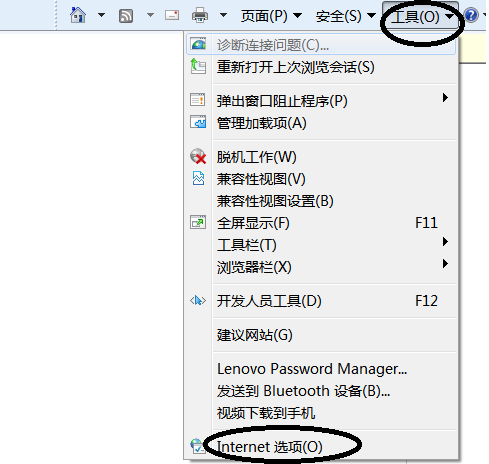 页面(P) 安全(S) 工具(O)
诊断连接问题(C)...
重新打开上次浏览会话(S)
弹出窗口阻止程序(P)
管理加载项(A)
脱机工作(W)
兼容性视图(V)
兼容性视图设置(B)
全屏显示(F) F11
工具栏(T)
浏览器栏(X)
开发人员工具(D) F12
建议网站(G)
Lenovo Password Manager...
发送到 Bluetooth 设备(B)...
视频下载到手机
Internet 选项(O)